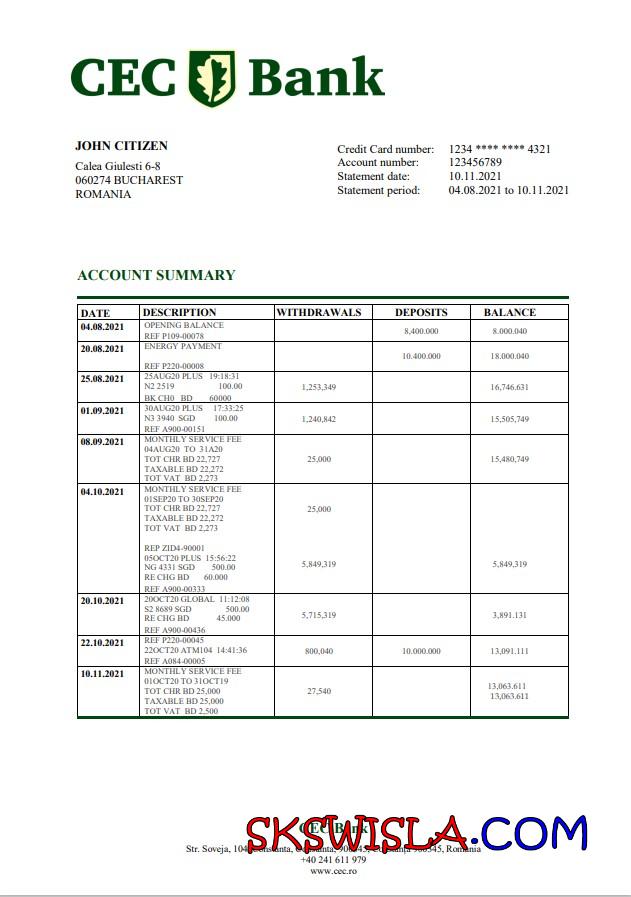 CEC Bank
JOHN CITIZEN
Calea Giulesti 6-8
060274 BUCHAREST
ROMANIA
Credit Card number: 1234 **** **** 4321
Account number: 123456789
Statement date: 10.11.2021
Statement period: 04.08.2021 to 10.11.2021
ACCOUNT SUMMARY
DATE DESCRIPTION WITHDRAWALS DEPOSITS BALANCE
04.08.2021 OPENING BALANCE
REF P109-00078
8,400.000 8.000.040
20.08.2021 ENERGY PAYMENT
10.400.000 18.000.040
REF P220-00008
25.08.2021 25AUG20 PLUS 19:18:31
N2 2519 100.00 1,253,349 16,746.631
BK CH0 BD 60000
01.09.2021 30AUG20 PLUS 17:33:25
N3 3940 SGD 100.00 1,240,842 15,505,749
REF A900-00151
08.09.2021 MONTHLY SERVICE FEE
04AUG20 TO 31A20
TOT CHR BD 22,727 25,000 15,480,749
TAXABLE BD 22,272
TOT VAT BD 2,273
04.10.2021 MONTHLY SERVICE FEE
01SEP20 TO 30SEP20
TOT CHR BD 22,727 25,000
TAXABLE BD 22,272
TOT VAT BD 2,273
REP ZID4-90001
05OCT20 PLUS 15:56:22
NG 4331 SGD 500.00 5,849,319 5,849,319
RE CHG BD 60.000
REF A900-00333
20.10.2021 20OCT20 GLOBAL 11:12:08
S2 8689 SGD 500.00
RE CHG BD 45.000 5,715,319 3,891.131
REF A900-00436
22.10.2021 REF P220-00045
22OCT20 ATM104 14:41:36 800,040 10.000.000 13,091.111
REF A084-00005
10.11.2021 MONTHLY SERVICE FEE
01OCT20 TO 31OCT19
TOT CHR BD 25,000 27,540 13,063.611
TAXABLE BD 25,000 13,063.611
TOT VAT BD 2,500
CEC Bank
SKSWISLA.COM
Str. Soveja, 104, Constanta, Constanta, 900345, Romania
+40 241 611 979
www.cec.ro